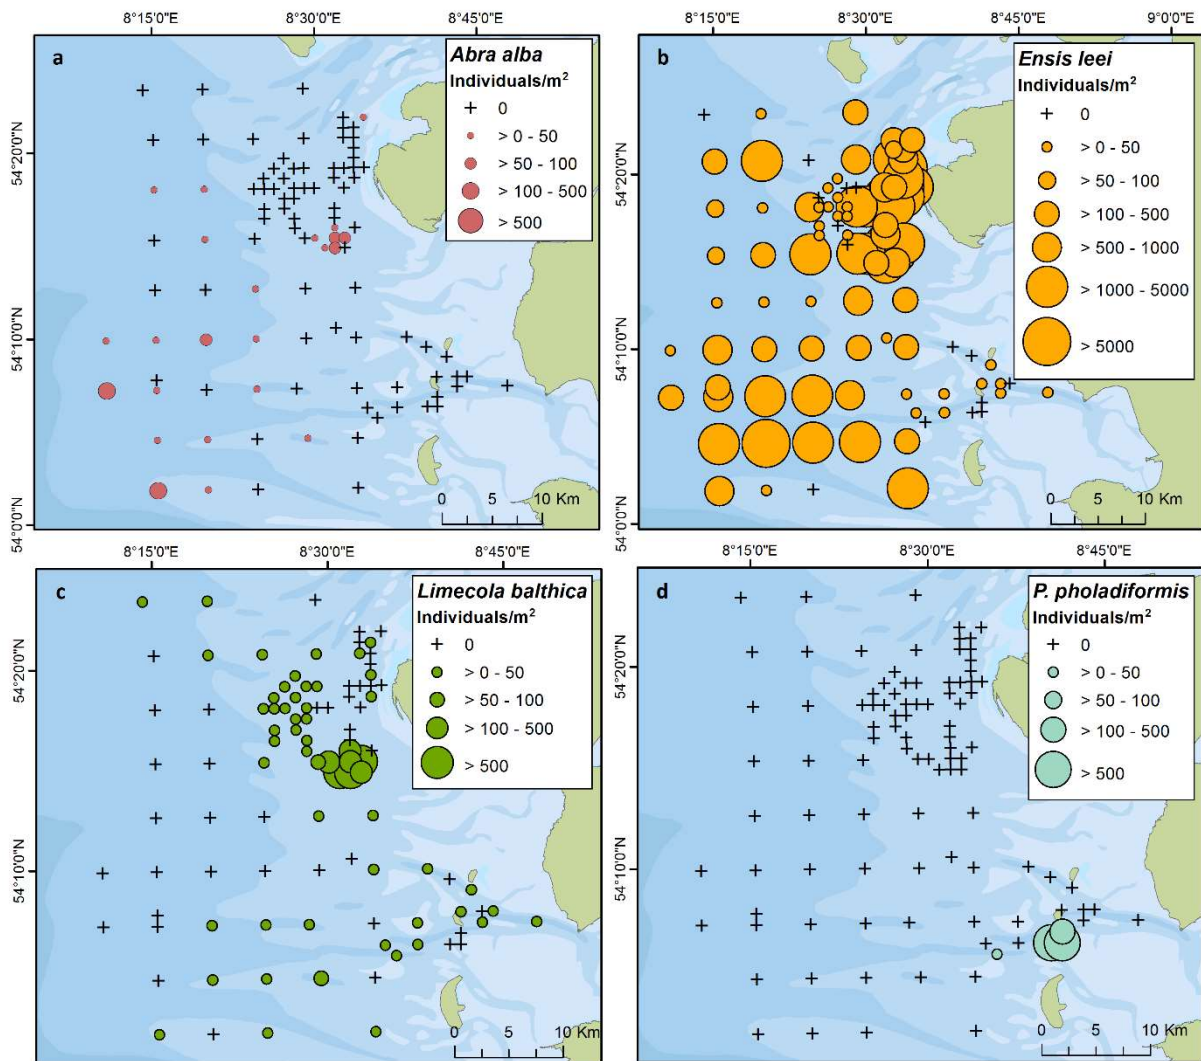 8°15'0"E 8°30'0"E 8°45'0"E
a
Abra alba
Individuals/m²
0
> 0 - 50
> 50 - 100
> 100 - 500
> 500
54°20'0"N
54°10'0"N
54°0'0"N
0 5 10 Km
8°15'0"E 8°30'0"E 8°45'0"E 9°0'0"E
b
Ensis leei
Individuals/m²
0
> 0 - 50
> 50 - 100
> 100 - 500
> 500 - 1000
> 1000 - 5000
> 5000
54°20'0"N
54°10'0"N
54°0'0"N
0 5 10 Km
8°15'0"E 8°30'0"E 8°45'0"E
c
Limecola balthica
Individuals/m²
0
> 0 - 50
> 50 - 100
> 100 - 500
> 500
54°20'0"N
54°10'0"N
0 5 10 Km
8°15'0"E 8°30'0"E 8°45'0"E
d
P. pholadiformis
Individuals/m²
0
> 0 - 50
> 50 - 100
> 100 - 500
> 500
54°20'0"N
54°10'0"N
0 5 10 Km